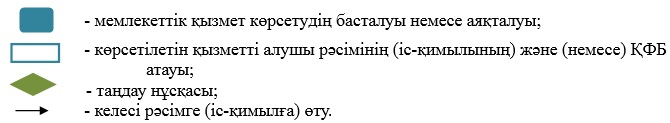 - мемлекеттік қызмет көрсетудің басталуы немесе аяқталуы;
- көрсетілетін қызметті алушы рәсімінің (іс-қимылының) және (немесе) ҚФБ
атауы;
- таңдау нұсқасы;
- келесі рәсімге (іс-қимылға) өту.